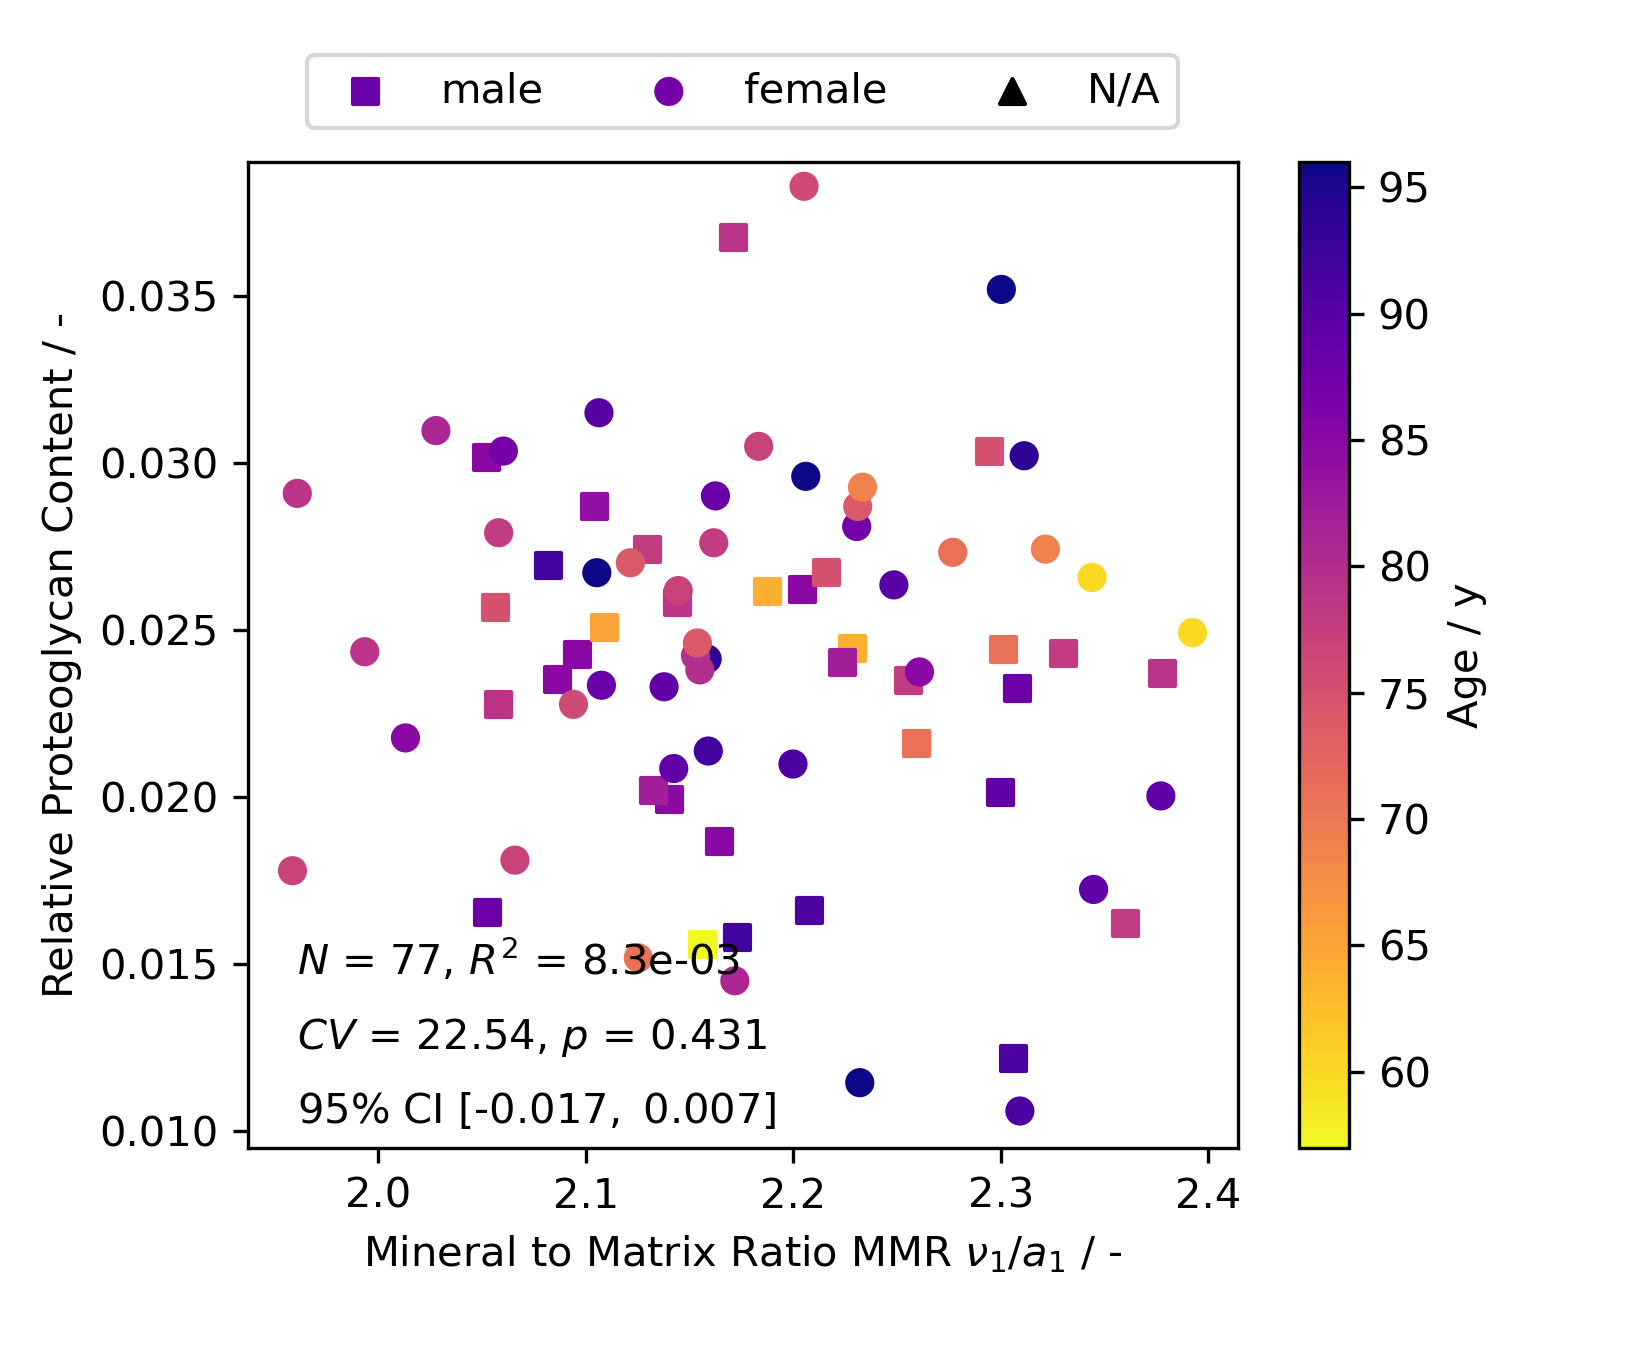 male female N/A
0.035
0.030
0.025
0.020
0.015
0.010
Relative Proteoglycan Content / -
N = 77, R² = 8.3e-03
CV = 22.54, p = 0.431
95% CI [-0.017, 0.007]
2.0 2.1 2.2 2.3 2.4
Mineral to Matrix Ratio MMR ν₁/a₁ / -
95
90
85
80
75
70
65
60
Age / y